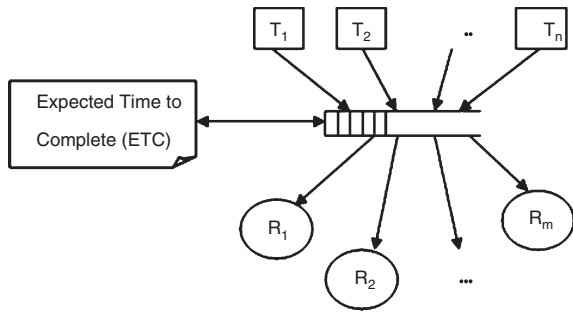 T1 T2 .. Tn
Expected Time to
Complete (ETC)
R1
R2
...
Rm